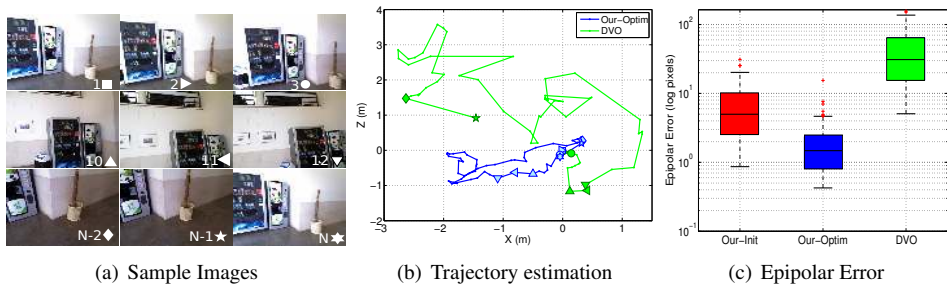 1■
2▶
3●
10▲
11◀
12▼
N-2♦
N-1★
N✶
(a) Sample Images
Our-Optim
DVO
Z (m)
4
3
2
1
0
−1
−2
−3
−2
−1
0
1
X (m)
(b) Trajectory estimation
Epipolar Error (log pixels)
10²
10¹
10⁰
10⁻¹
Our-Init
Our-Optim
DVO
(c) Epipolar Error